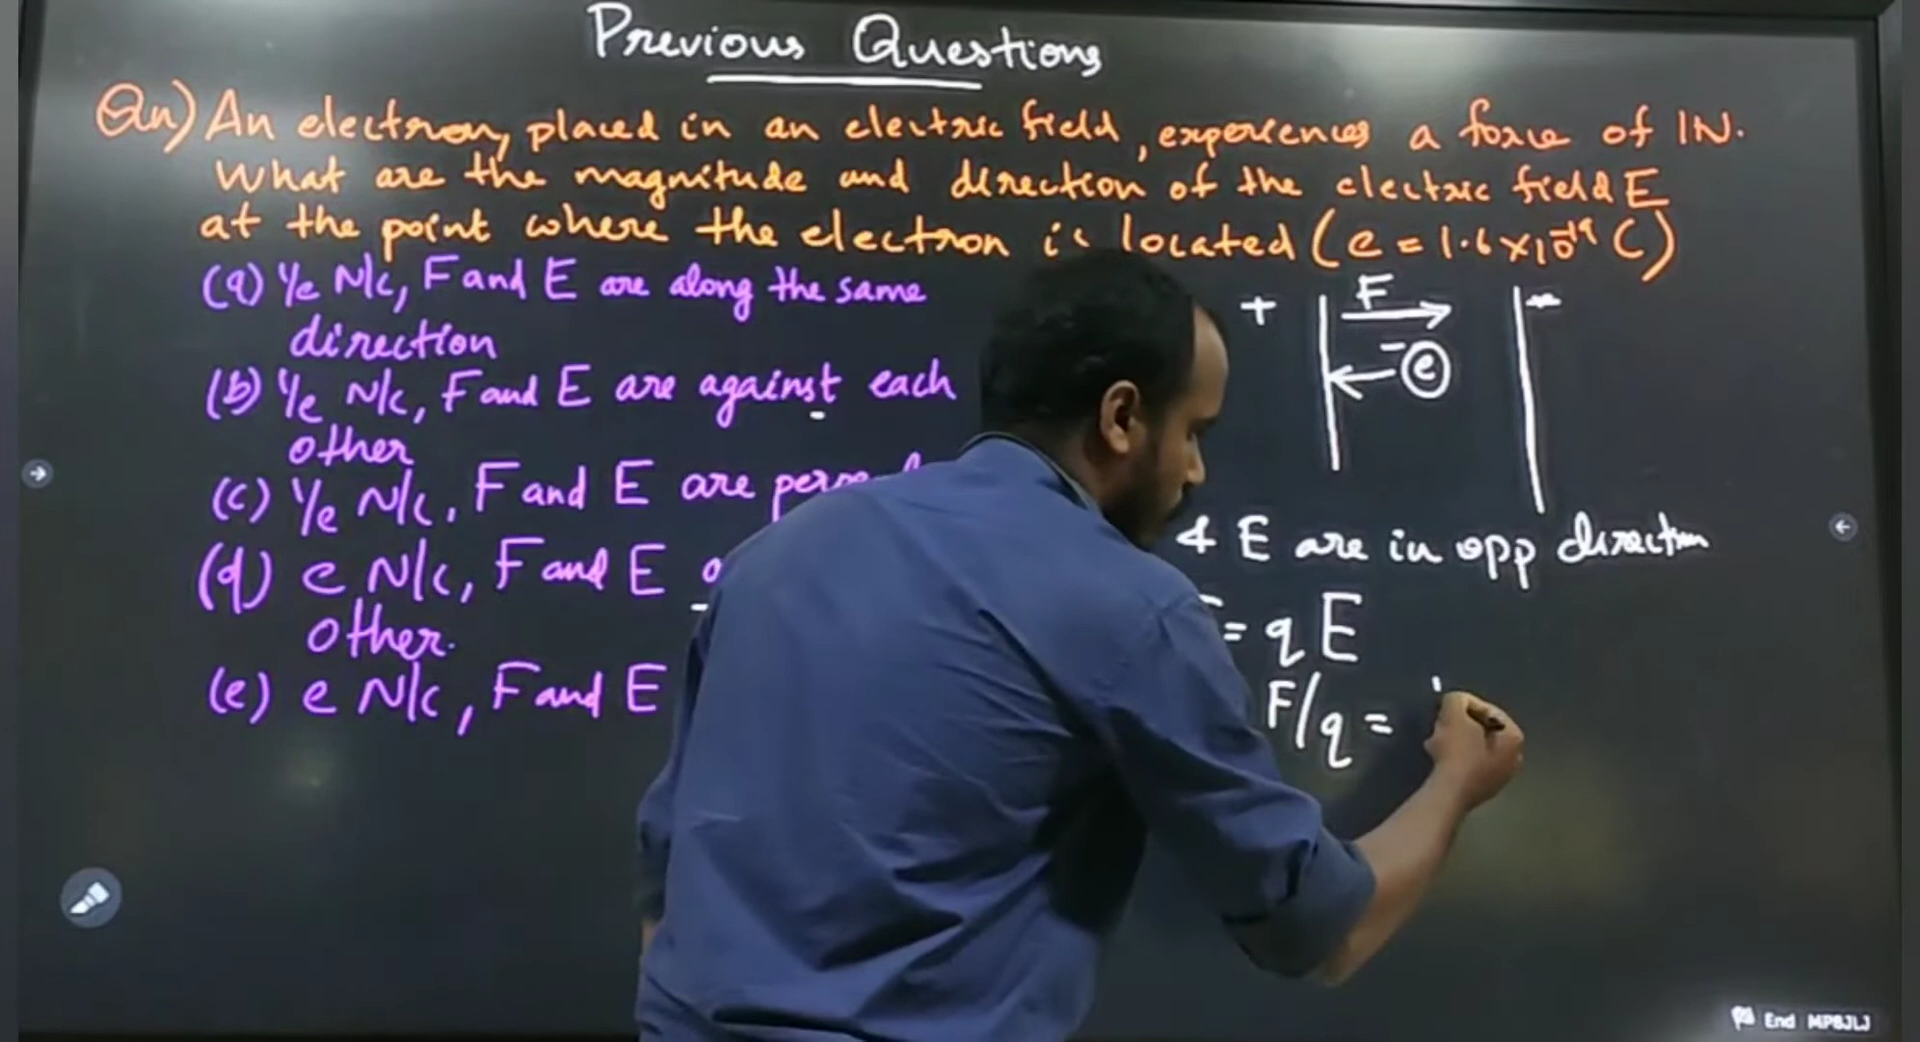 Previous Questions
Qn) An electron, placed in an electric field, experiences a force of 1N.
What are the magnitude and direction of the electric field E
at the point where the electron is located (e = 1.6 x 10⁻¹⁹ C)
(a) 1/e N/C, F and E are along the same
direction
(b) 1/e N/C, F and E are against each
other
(c) 1/e N/C, F and E are
(d) e N/C, F and E
other.
(e) e N/C, F and E
+ F -
- e
& E are in opp direction
= q E
F/q =
End MPBJLJ